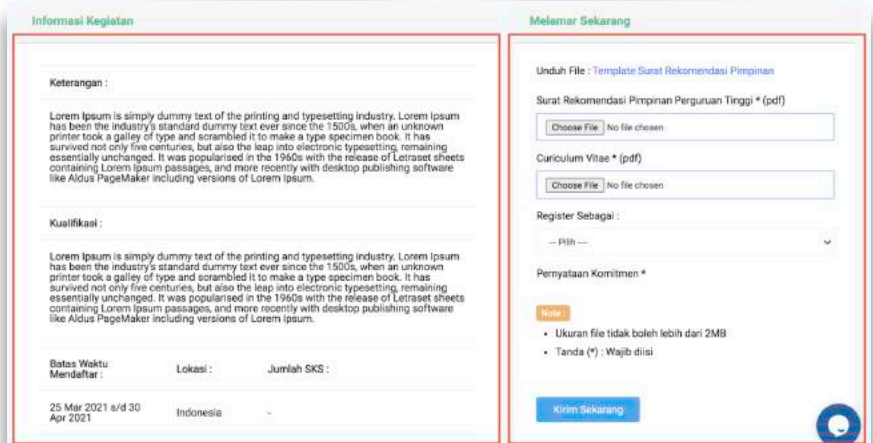 Informasi Kegiatan
Keterangan :
Lorem Ipsum is simply dummy text of the printing and typesetting industry. Lorem Ipsum
has been the industry's standard dummy text ever since the 1500s, when an unknown
printer took a galley of type and scrambled it to make a type specimen book. It has
survived not only five centuries, but also the leap into electronic typesetting, remaining
essentially unchanged. It was popularised in the 1960s with the release of Letraset sheets
containing Lorem Ipsum passages, and more recently with desktop publishing software
like Aldus PageMaker including versions of Lorem Ipsum.
Kualifikasi :
Lorem Ipsum is simply dummy text of the printing and typesetting industry. Lorem Ipsum
has been the industry's standard dummy text ever since the 1500s, when an unknown
printer took a galley of type and scrambled it to make a type specimen book. It has
survived not only five centuries, but also the leap into electronic typesetting, remaining
essentially unchanged. It was popularised in the 1960s with the release of Letraset sheets
containing Lorem Ipsum passages, and more recently with desktop publishing software
like Aldus PageMaker including versions of Lorem Ipsum.
Batas Waktu
Mendaftar :
Lokasi :
Jumlah SKS :
25 Mar 2021 s/d 30
Apr 2021
Indonesia
-
Melamar Sekarang
Unduh File : Template Surat Rekomendasi Pimpinan
Surat Rekomendasi Pimpinan Perguruan Tinggi * (pdf)
Choose File No file chosen
Curiculum Vitae * (pdf)
Choose File No file chosen
Register Sebagai :
-- Pilih ---
Pernyataan Komitmen *
Note :
• Ukuran file tidak boleh lebih dari 2MB
• Tanda (*) : Wajib diisi
Kirim Sekarang